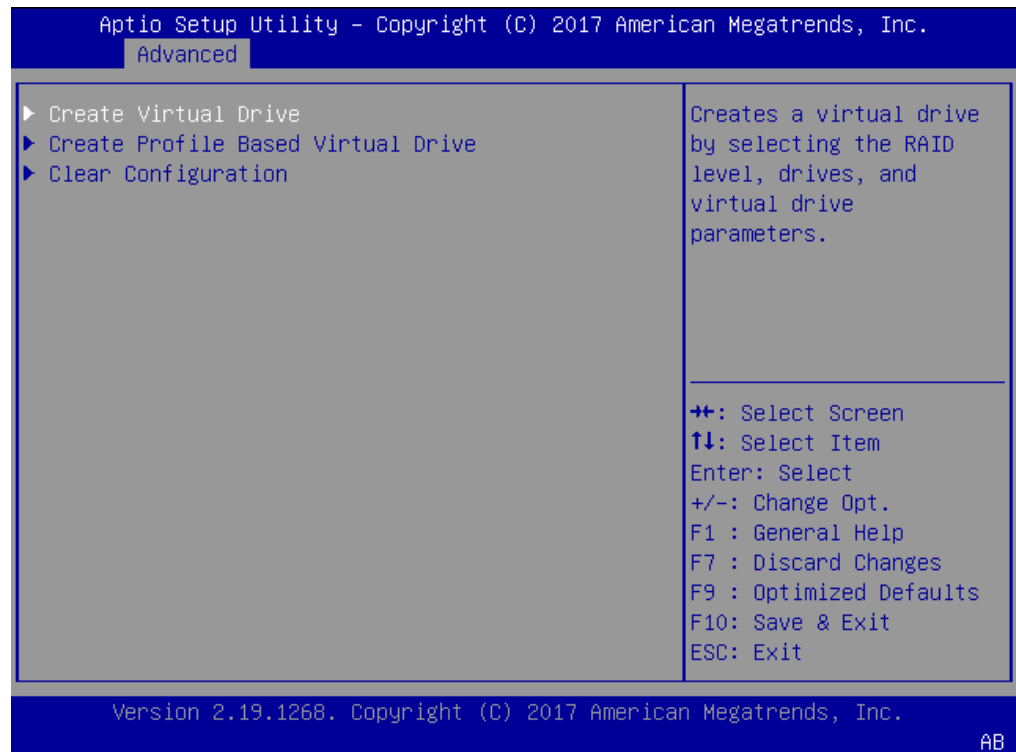 Aptio Setup Utility – Copyright (C) 2017 American Megatrends, Inc.
Advanced
▶ Create Virtual Drive
▶ Create Profile Based Virtual Drive
▶ Clear Configuration
Creates a virtual drive
by selecting the RAID
level, drives, and
virtual drive
parameters.
→←: Select Screen
↑↓: Select Item
Enter: Select
+/-: Change Opt.
F1 : General Help
F7 : Discard Changes
F9 : Optimized Defaults
F10: Save & Exit
ESC: Exit
Version 2.19.1268. Copyright (C) 2017 American Megatrends, Inc.
AB